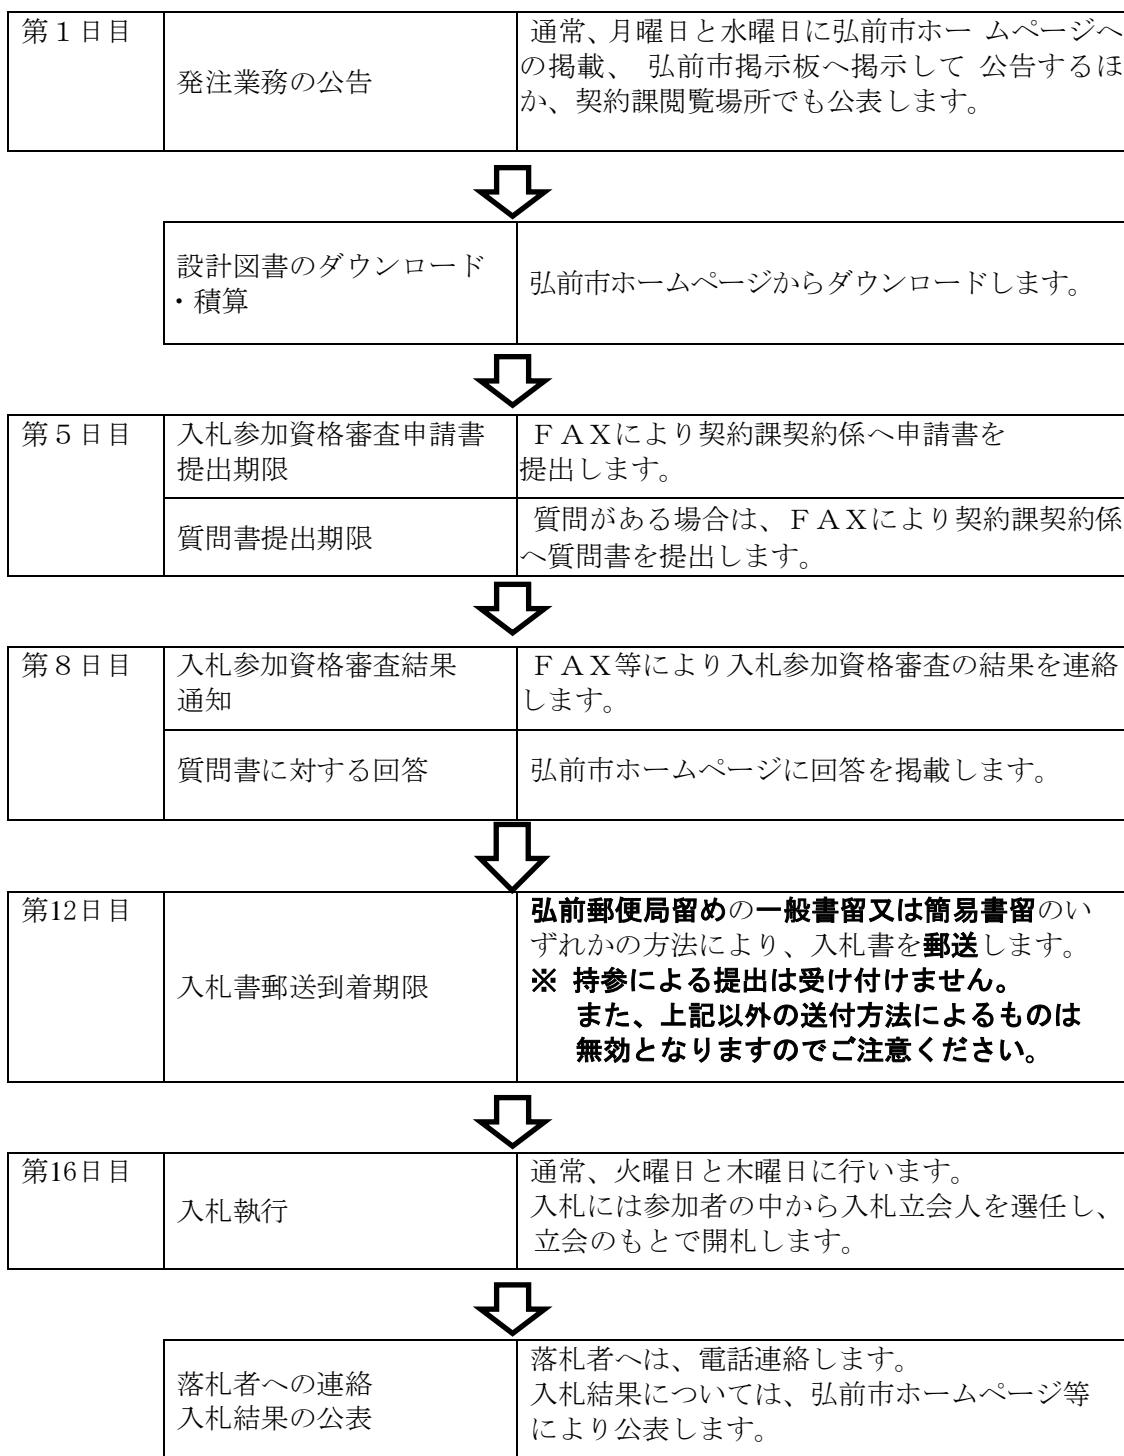 第１日目
発注業務の公告
通常、月曜日と水曜日に弘前市ホー ムページへ
の掲載、 弘前市掲示板へ掲示して 公告するほ
か、契約課閲覧場所でも公表します。
設計図書のダウンロード
・積算
弘前市ホームページからダウンロードします。
第５日目
入札参加資格審査申請書
提出期限
ＦＡＸにより契約課契約係へ申請書を
提出します。
質問書提出期限
質問がある場合は、ＦＡＸにより契約課契約係
へ質問書を提出します。
第８日目
入札参加資格審査結果
通知
ＦＡＸ等により入札参加資格審査の結果を連絡
します。
質問書に対する回答
弘前市ホームページに回答を掲載します。
第12日目
入札書郵送到着期限
弘前郵便局留めの一般書留又は簡易書留のい
ずれかの方法により、入札書を郵送します。
※ 持参による提出は受け付けません。
また、上記以外の送付方法によるものは
無効となりますのでご注意ください。
第16日目
入札執行
通常、火曜日と木曜日に行います。
入札には参加者の中から入札立会人を選任し、
立会のもとで開札します。
落札者への連絡
入札結果の公表
落札者へは、電話連絡します。
入札結果については、弘前市ホームページ等
により公表します。